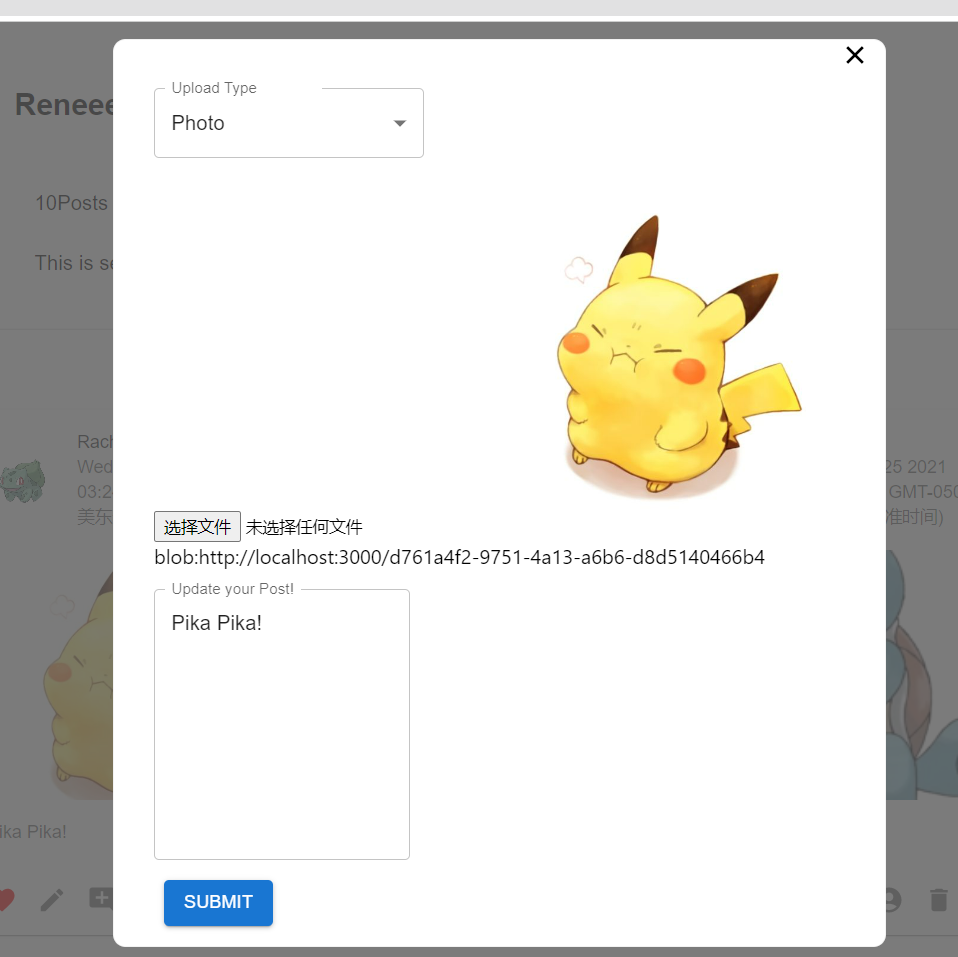 Upload Type
Photo
Reneee
10Posts
This is se
Rach
Wed
25 2021
03:2
GMT-050
美东
准时间)
选择文件 未选择任何文件
blob:http://localhost:3000/d761a4f2-9751-4a13-a6b6-d8d5140466b4
Update your Post!
Pika Pika!
ika Pika!
SUBMIT